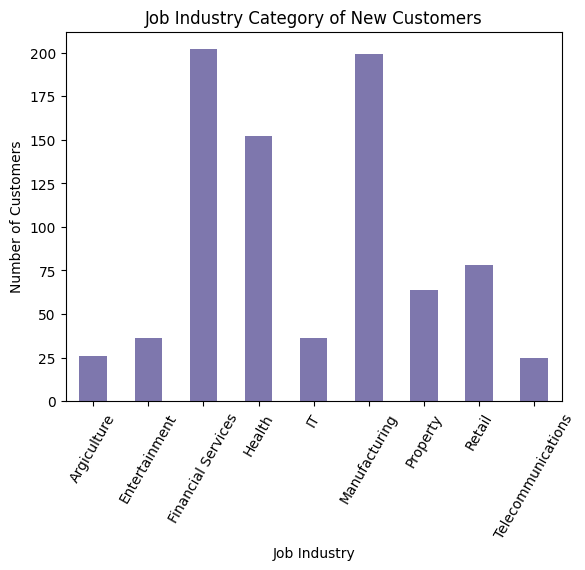 Job Industry Category of New Customers
Number of Customers
200
175
150
125
100
75
50
25
0
Argiculture
Entertainment
Financial Services
Health
IT
Manufacturing
Property
Retail
Telecommunications
Job Industry